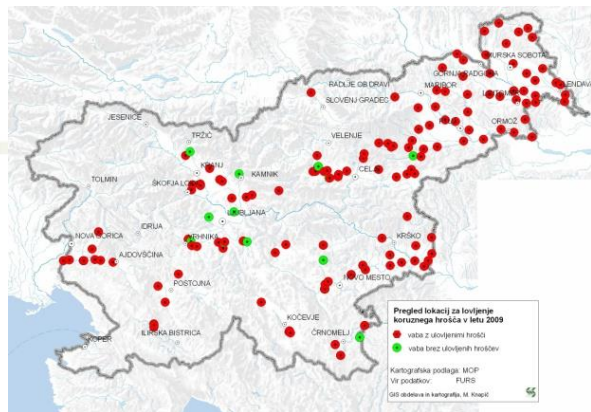 MURSKA SOBOTA
GORNJA RADGONA
RADLJE OB DRAVI
MARIBOR
LENDAVA
SLOVENJ GRADEC
ORMOŽ
JESENICE
TRŽIČ
VELENJE
KRANJ
KAMNIK
CELJE
TOLMIN
ŠKOFJA LOKA
LJUBLJANA
IDRIJA
VRHNIKA
NOVA GORICA
KRŠKO
AJDOVŠČINA
POSTOJNA
NOVO MESTO
KOČEVJE
ČRNOMELJ
ILIRSKA BISTRICA
KOPER
Pregled lokacij za lovljenje
koruznega hrošča v letu 2009
vaba z ulovljenimi hrošči
vaba brez ulovljenih hroščev
Kartografska podlaga: MOP
Vir podatkov: FURS
GIS obdelava in kartografija, M. Knapič